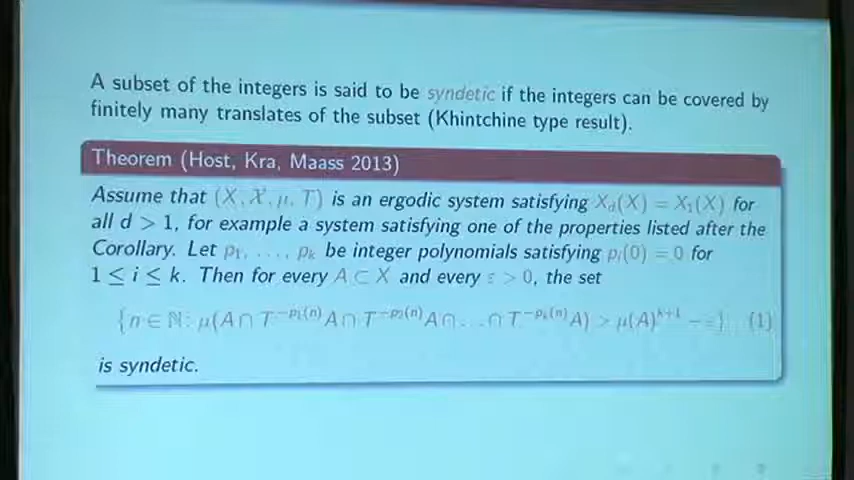 A subset of the integers is said to be syndetic if the integers can be covered by
finitely many translates of the subset (Khintchine type result).
Theorem (Host, Kra, Maass 2013)
Assume that (X, 𝒳, μ, T) is an ergodic system satisfying X_d(X) = X_1(X) for
all d > 1, for example a system satisfying one of the properties listed after the
Corollary. Let p_1, . . . , p_k be integer polynomials satisfying p_i(0) = 0 for
1 ≤ i ≤ k. Then for every A ⊂ X and every ε > 0, the set
{n ∈ ℕ: μ(A ∩ T^{-p_1(n)}A ∩ T^{-p_2(n)}A ∩ . . . ∩ T^{-p_k(n)}A) > μ(A)^{k+1} − ε} (1)
is syndetic.